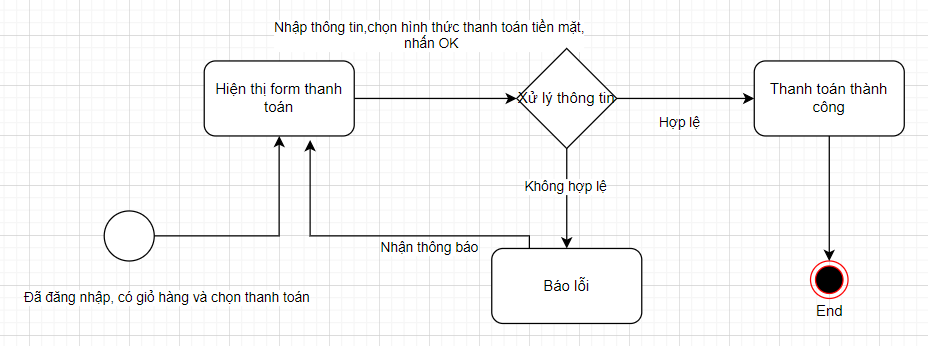 Nhập thông tin,chọn hình thức thanh toán tiền mặt,
nhấn OK
Hiện thị form thanh
toán
Xử lý thông tin
Thanh toán thành
công
Hợp lệ
Không hợp lệ
Nhận thông báo
Báo lỗi
Đã đăng nhập, có giỏ hàng và chọn thanh toán
End